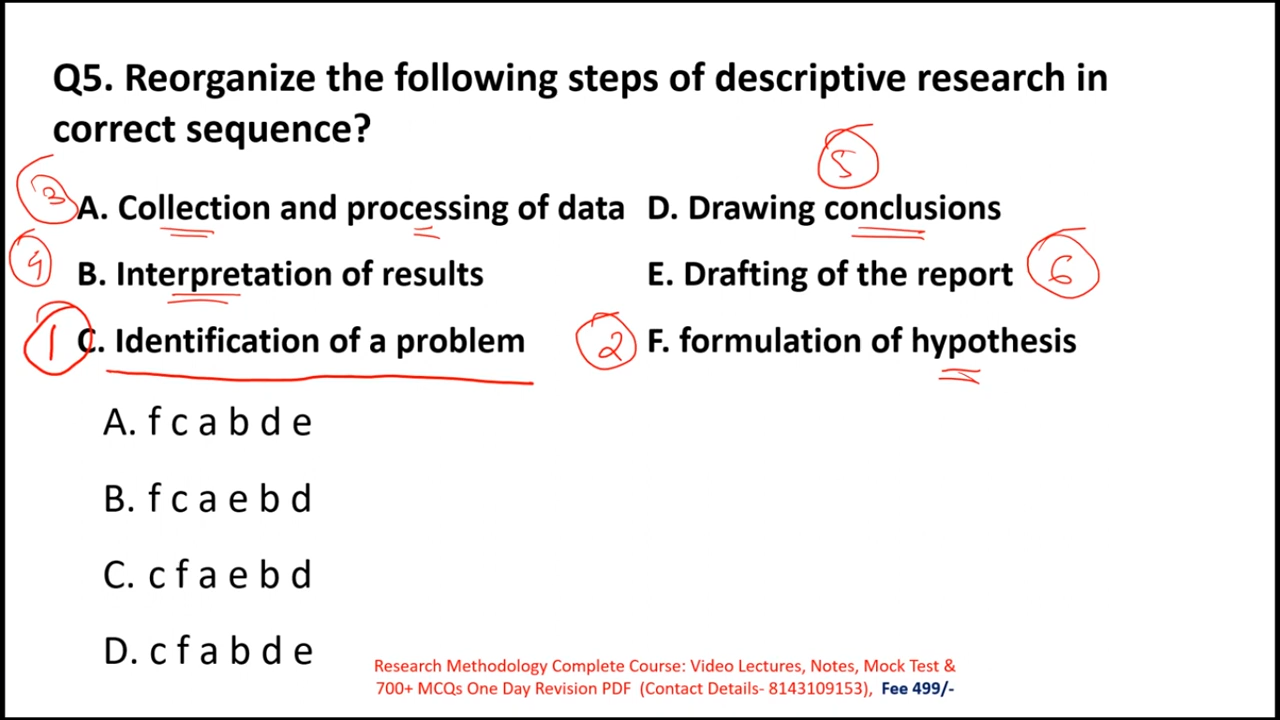 Q5. Reorganize the following steps of descriptive research in
correct sequence?
5
3 A. Collection and processing of data D. Drawing conclusions
4 B. Interpretation of results E. Drafting of the report 6
1 C. Identification of a problem 2 F. formulation of hypothesis
A. f c a b d e
B. f c a e b d
C. c f a e b d
D. c f a b d e
Research Methodology Complete Course: Video Lectures, Notes, Mock Test &
700+ MCQs One Day Revision PDF (Contact Details- 8143109153), Fee 499/-